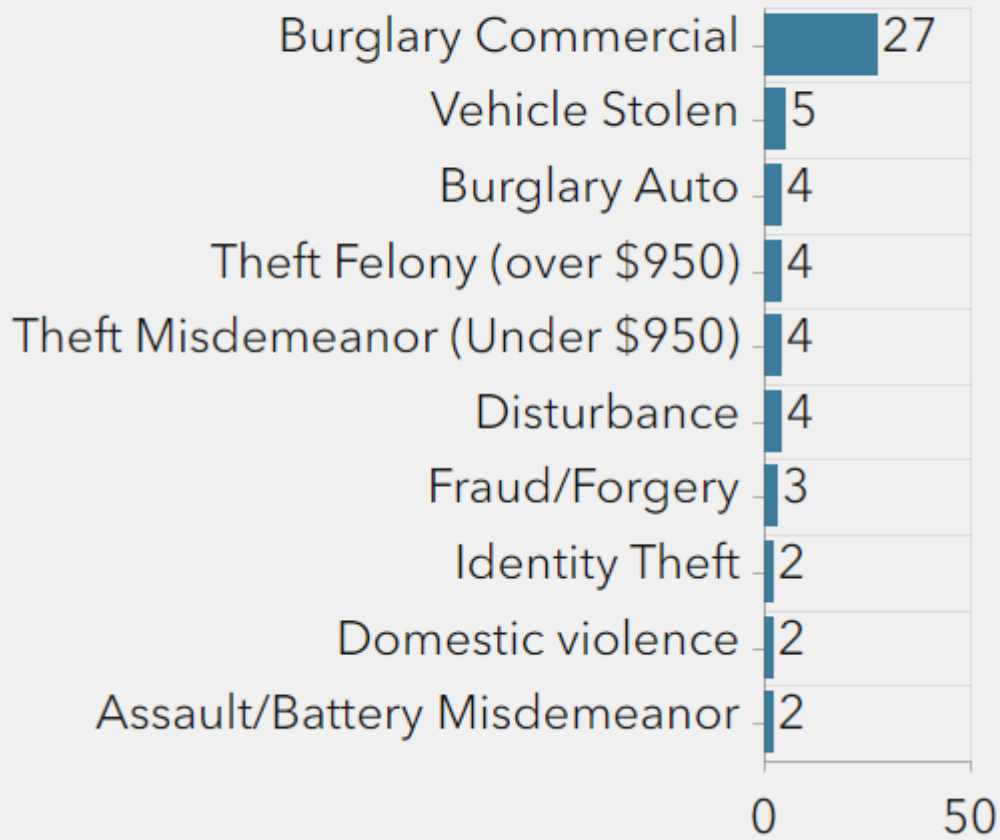 Burglary Commercial 27
Vehicle Stolen 5
Burglary Auto 4
Theft Felony (over $950) 4
Theft Misdemeanor (Under $950) 4
Disturbance 4
Fraud/Forgery 3
Identity Theft 2
Domestic violence 2
Assault/Battery Misdemeanor 2
0 50